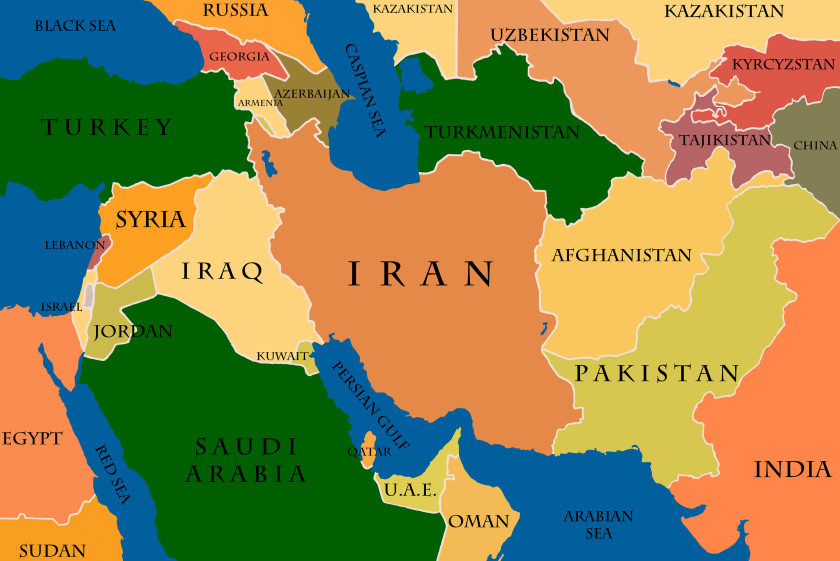 RUSSIA
KAZAKISTAN
KAZAKISTAN
BLACK SEA
UZBEKISTAN
GEORGIA
CASPIAN SEA
KYRCYZSTAN
AZERBAIJAN
ARMENIA
TURKEY
TURKMENISTAN
TAJIKISTAN
CHINA
SYRIA
LEBANON
IRAQ
IRAN
AFGHANISTAN
ISRAEL
JORDAN
KUWAIT
PERSIAN GULF
PAKISTAN
EGYPT
RED SEA
SAUDI
ARABIA
QATAR
U.A.E.
INDIA
OMAN
ARABIAN
SEA
SUDAN